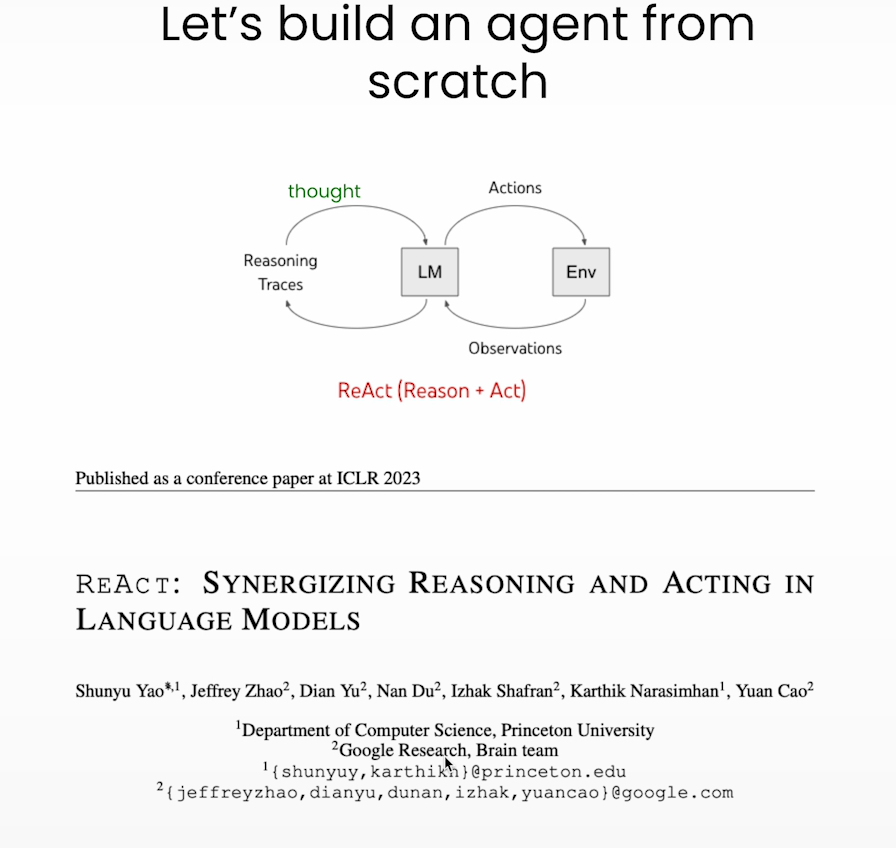 Let’s build an agent from
scratch
thought
Actions
Reasoning
Traces
LM
Env
Observations
ReAct (Reason + Act)
Published as a conference paper at ICLR 2023
REACT: SYNERGIZING REASONING AND ACTING IN
LANGUAGE MODELS
Shunyu Yao*,1, Jeffrey Zhao2, Dian Yu2, Nan Du2, Izhak Shafran2, Karthik Narasimhan1, Yuan Cao2
1Department of Computer Science, Princeton University
2Google Research, Brain team
1{shunyuy,karthikn}@princeton.edu
2{jeffreyzhao,dianyu,dunan,izhak,yuancao}@google.com